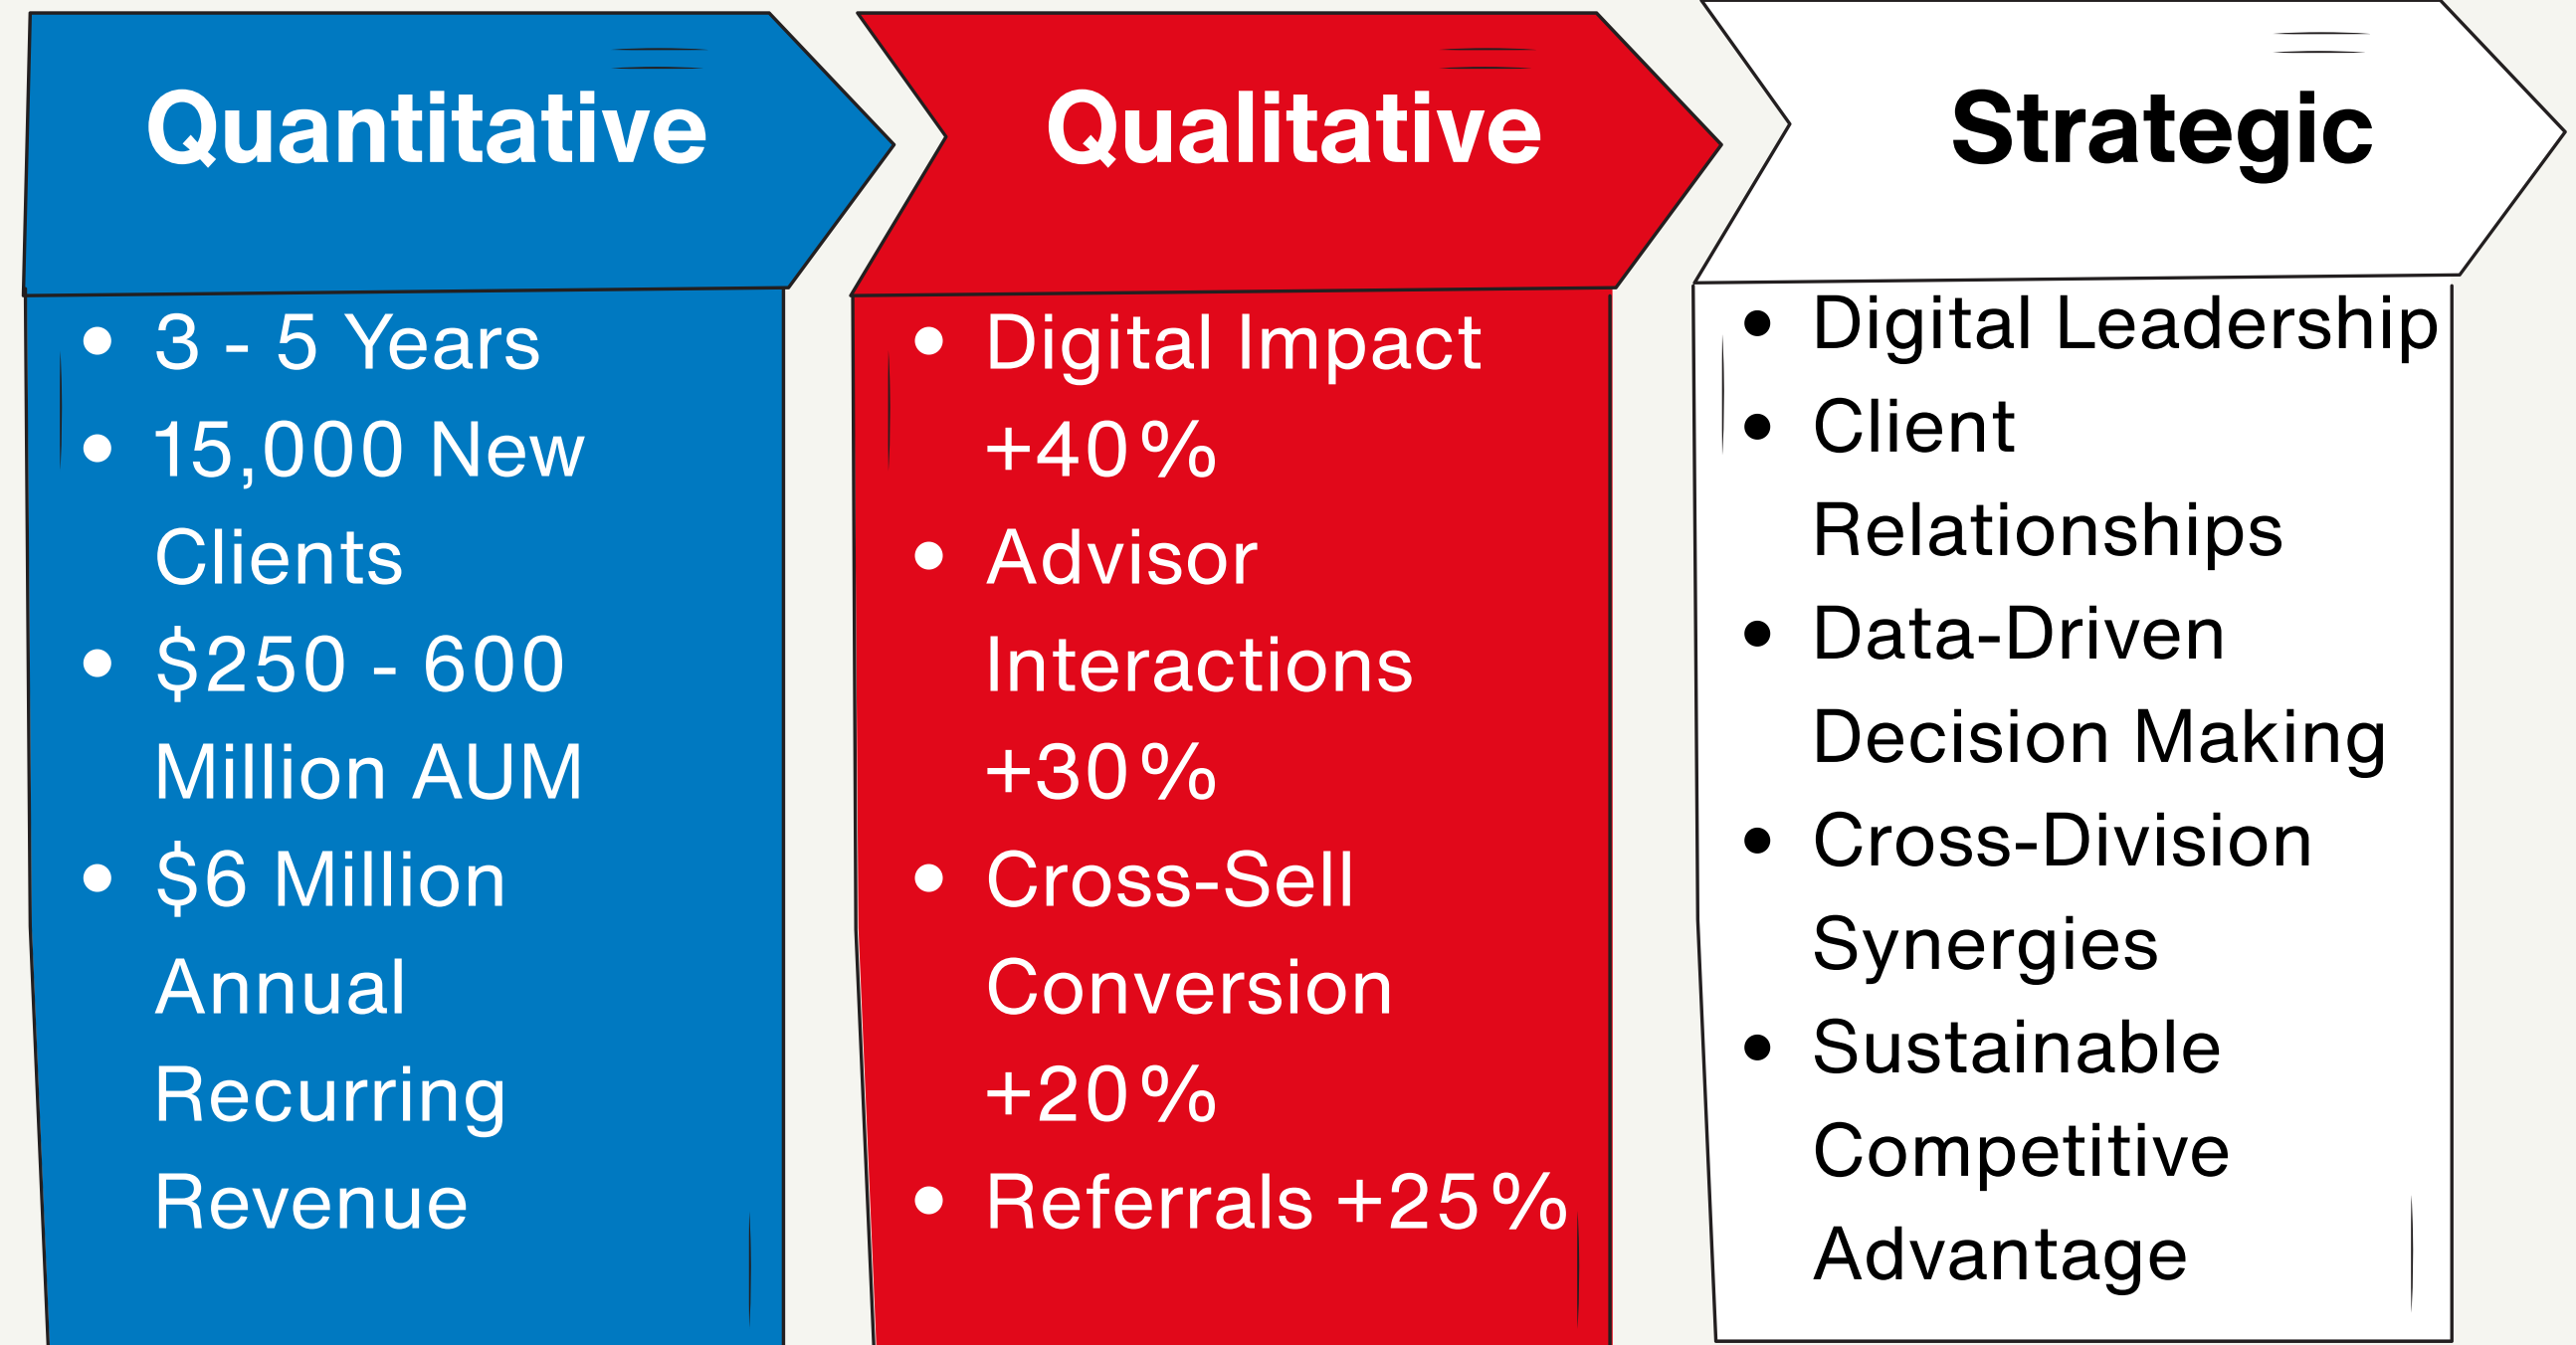 Quantitative
• 3 - 5 Years
• 15,000 New
Clients
• $250 - 600
Million AUM
• $6 Million
Annual
Recurring
Revenue
Qualitative
• Digital Impact
+40%
• Advisor
Interactions
+30%
• Cross-Sell
Conversion
+20%
• Referrals +25%
Strategic
• Digital Leadership
• Client
Relationships
• Data-Driven
Decision Making
• Cross-Division
Synergies
• Sustainable
Competitive
Advantage